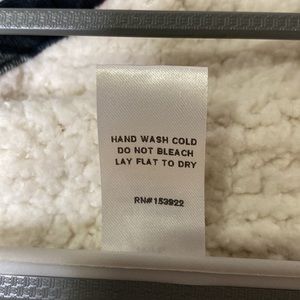 HAND WASH COLD
DO NOT BLEACH
LAY FLAT TO DRY
RN#153922